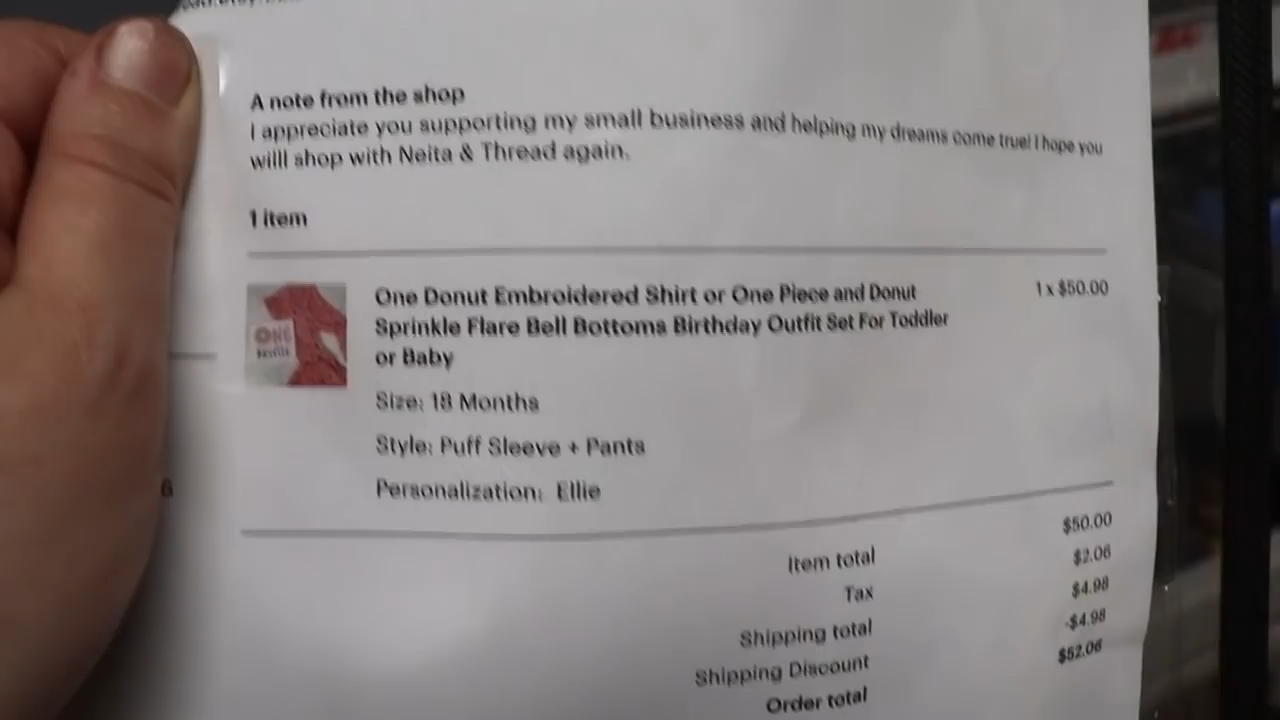 A note from the shop
I appreciate you supporting my small business and helping my dreams come true! I hope you
willl shop with Neita & Thread again.
1 item
One Donut Embroidered Shirt or One Piece and Donut
Sprinkle Flare Bell Bottoms Birthday Outfit Set For Toddler
or Baby
1 x $50.00
ONE
Size: 18 Months
Style: Puff Sleeve + Pants
Personalization: Ellie
6
Item total $50.00
Tax $2.06
Shipping total $4.98
Shipping Discount -$4.98
Order total $52.06